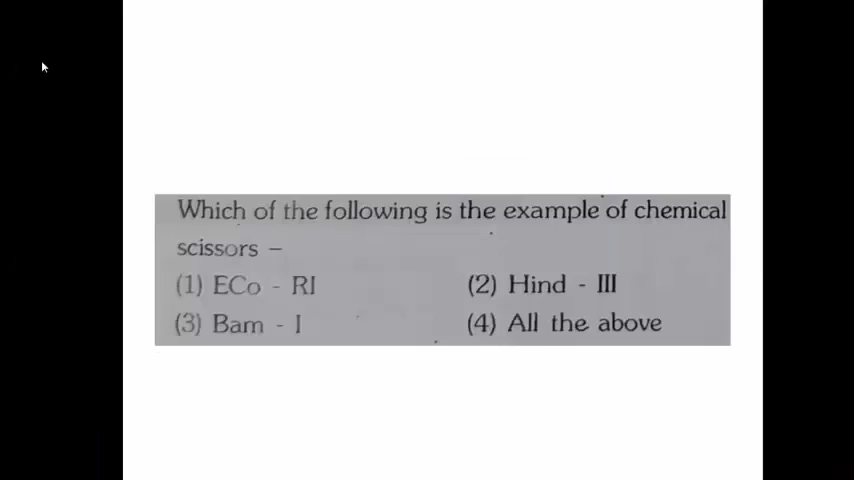 Which of the following is the example of chemical
scissors –
(1) ECo - RI (2) Hind - III
(3) Bam - I (4) All the above